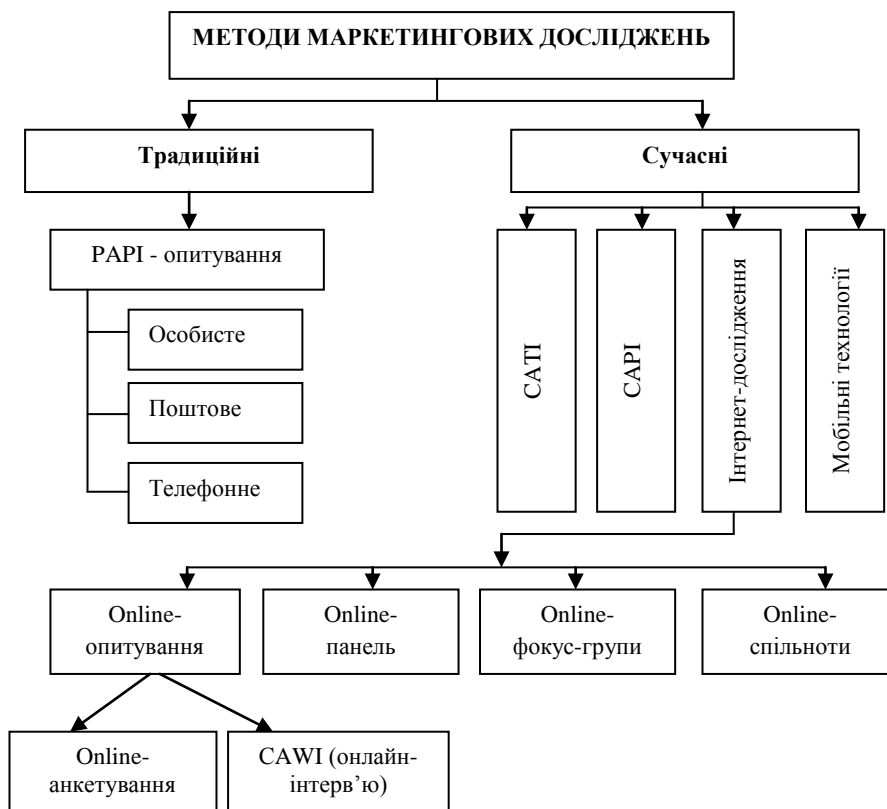 МЕТОДИ МАРКЕТИНГОВИХ ДОСЛІДЖЕНЬ
Традиційні
Сучасні
PAPI - опитування
Особисте
Поштове
Телефонне
CATI
CAPI
Інтернет-дослідження
Мобільні технології
Online-
опитування
Online-
панель
Online-
фокус-групи
Online-
спільноти
Online-
анкетування
CAWI (онлайн-
інтерв’ю)